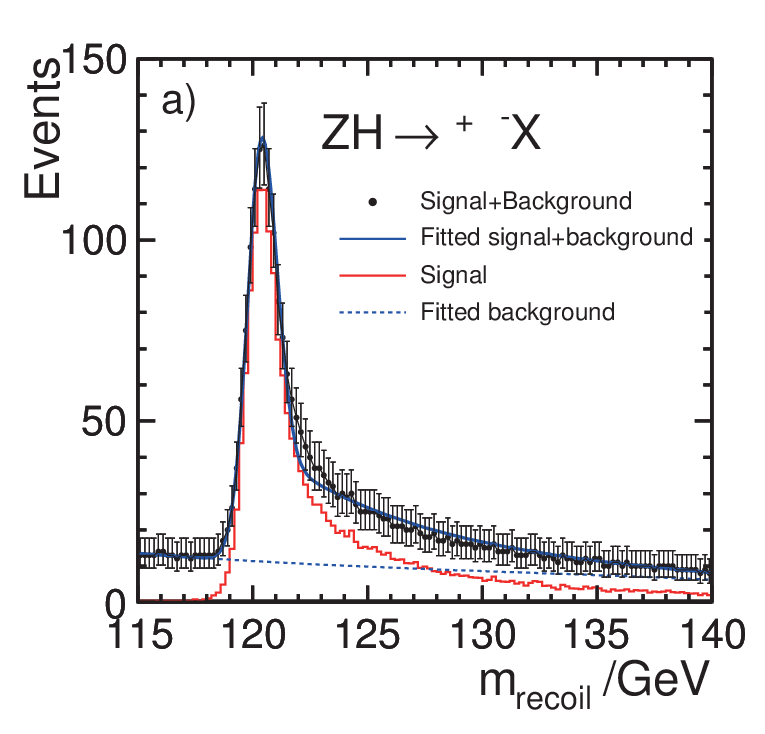 150
100
50
0
Events
a)
ZH → + -X
Signal+Background
Fitted signal+background
Signal
Fitted background
115 120 125 130 135 140
m_recoil /GeV